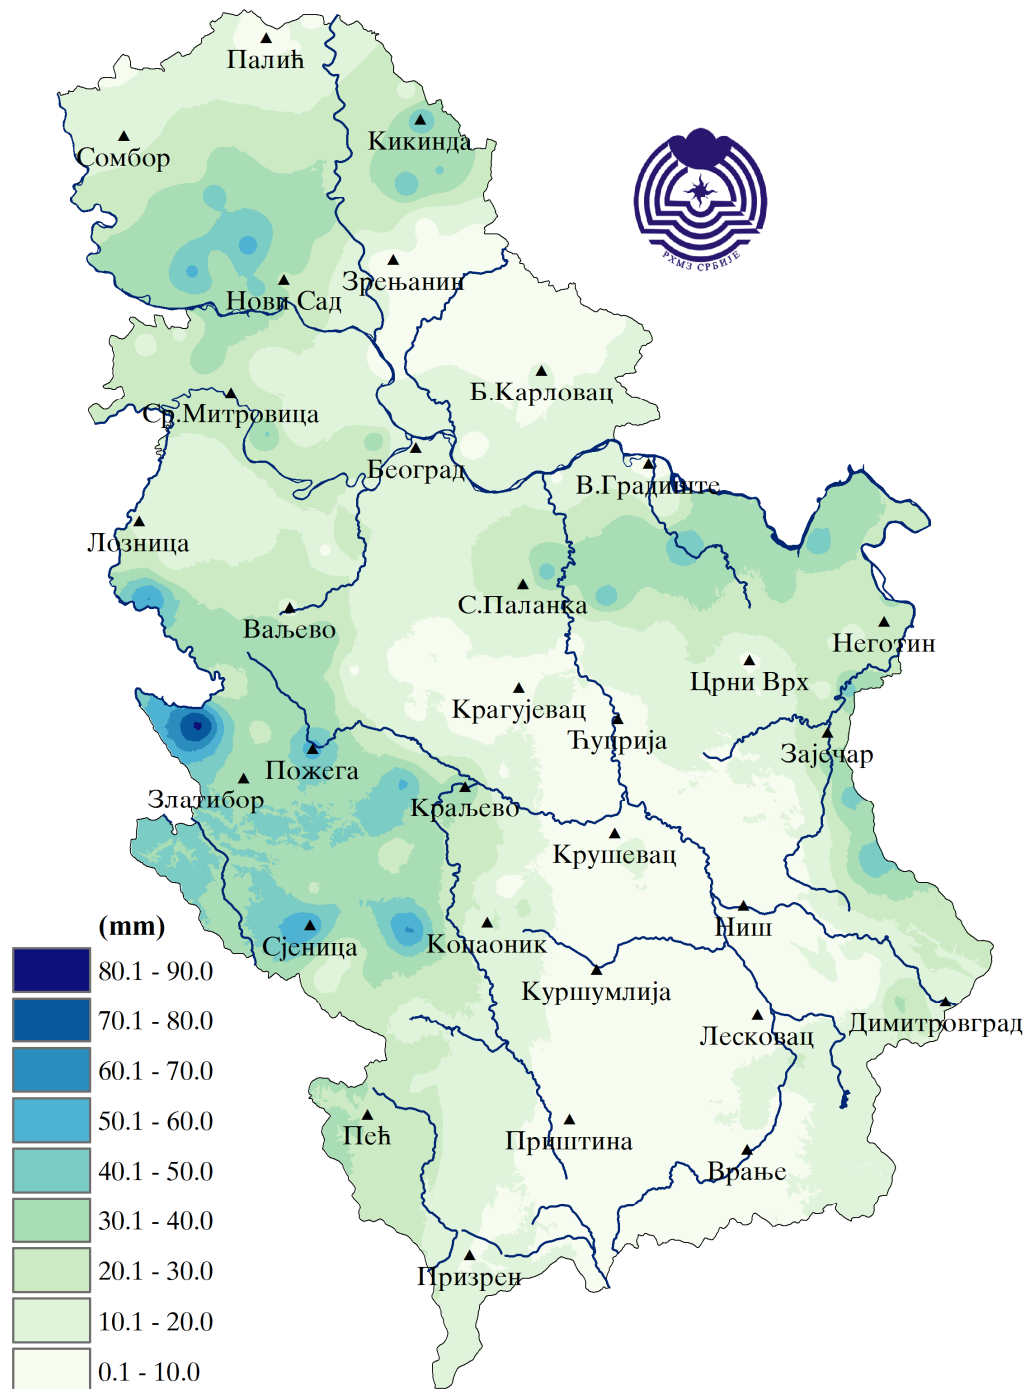 Палић
Кикинда
Сомбор
РХМЗ СРБИЈЕ
Зрењанин
Нови Сад
Б.Карловац
Ср.Митровица
Београд
В.Градиште
Лозница
С.Паланка
Ваљево
Неготин
Црни Врх
Крагујевац
Ћуприја
Зајечар
Пожега
Златибор
Краљево
Крушевац
Ниш
Сјеница
Копаоник
Куршумлија
Лесковац
Димитровград
Пећ
Приштина
Врање
Призрен
(mm)
80.1 - 90.0
70.1 - 80.0
60.1 - 70.0
50.1 - 60.0
40.1 - 50.0
30.1 - 40.0
20.1 - 30.0
10.1 - 20.0
0.1 - 10.0